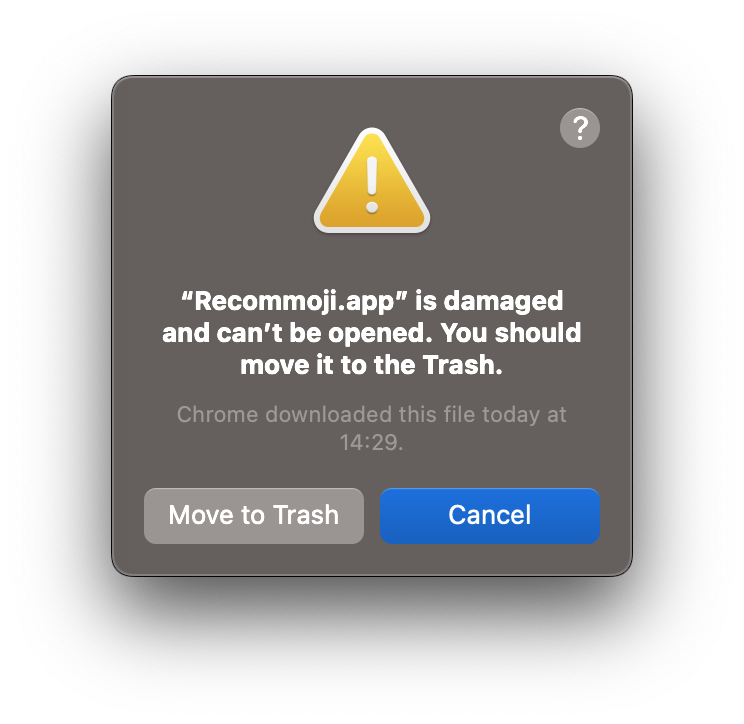 ?
“Recommoji.app” is damaged
and can’t be opened. You should
move it to the Trash.
Chrome downloaded this file today at
14:29.
Move to Trash
Cancel